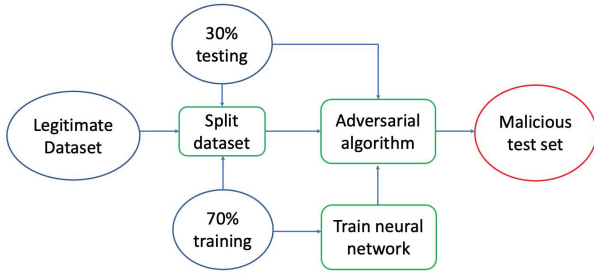 30%
testing
Legitimate
Dataset
Split
dataset
Adversarial
algorithm
Malicious
test set
70%
training
Train neural
network